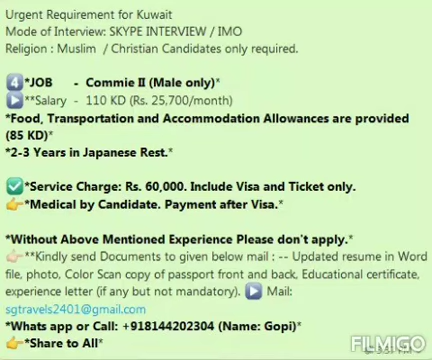 Urgent Requirement for Kuwait
Mode of Interview: SKYPE INTERVIEW / IMO
Religion : Muslim / Christian Candidates only required.
4 *JOB - Commie II (Male only)*
**Salary - 110 KD (Rs. 25,700/month)
*Food, Transportation and Accommodation Allowances are provided
(85 KD)*
*2-3 Years in Japanese Rest.*
*Service Charge: Rs. 60,000. Include Visa and Ticket only.
*Medical by Candidate. Payment after Visa.*
*Without Above Mentioned Experience Please don't apply.*
**Kindly send Documents to given below mail : -- Updated resume in Word
file, photo, Color Scan copy of passport front and back, Educational certificate,
experience letter (if any but not mandatory). Mail:
sgtravels2401@gmail.com
*Whats app or Call: +918144202304 (Name: Gopi)*
*Share to All*
FILMIGO